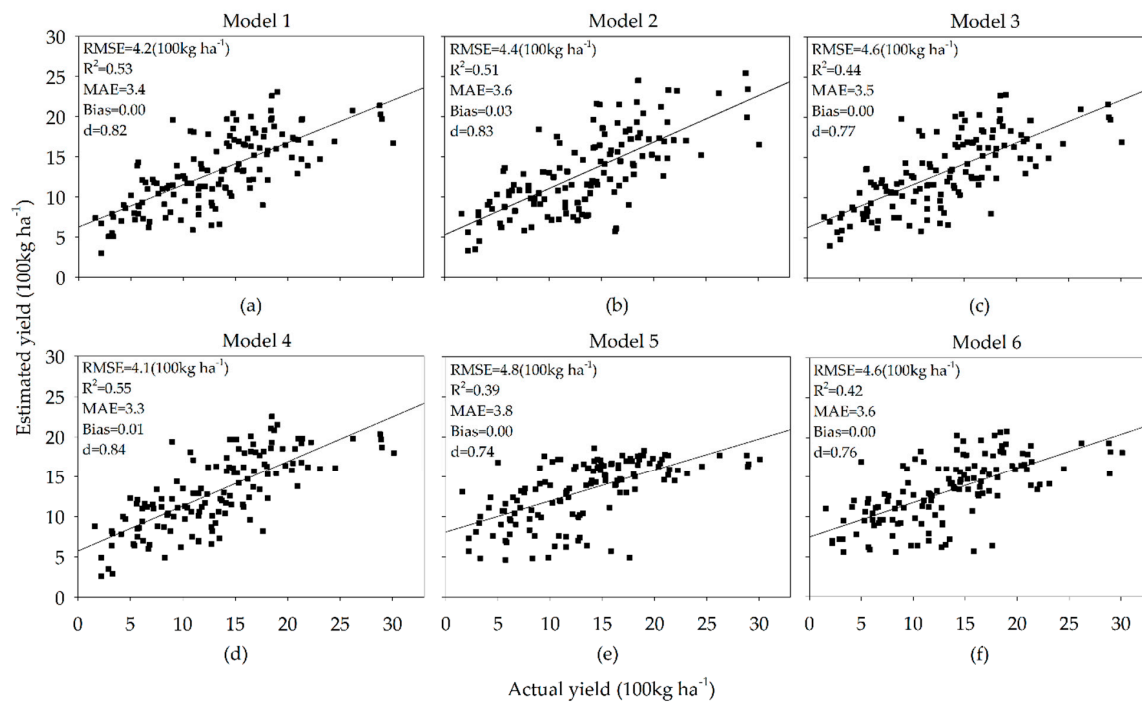 Model 1
Model 2
Model 3
RMSE=4.2(100kg ha⁻¹)
R²=0.53
MAE=3.4
Bias=0.00
d=0.82
RMSE=4.4(100kg ha⁻¹)
R²=0.51
MAE=3.6
Bias=0.03
d=0.83
RMSE=4.6(100kg ha⁻¹)
R²=0.44
MAE=3.5
Bias=0.00
d=0.77
30
25
20
15
10
5
0
(a)
(b)
(c)
Estimated yield (100kg ha⁻¹)
Model 4
Model 5
Model 6
RMSE=4.1(100kg ha⁻¹)
R²=0.55
MAE=3.3
Bias=0.01
d=0.84
RMSE=4.8(100kg ha⁻¹)
R²=0.39
MAE=3.8
Bias=0.00
d=0.74
RMSE=4.6(100kg ha⁻¹)
R²=0.42
MAE=3.6
Bias=0.00
d=0.76
30
25
20
15
10
5
0
0 5 10 15 20 25 30
0 5 10 15 20 25 30
0 5 10 15 20 25 30
(d)
(e)
(f)
Actual yield (100kg ha⁻¹)